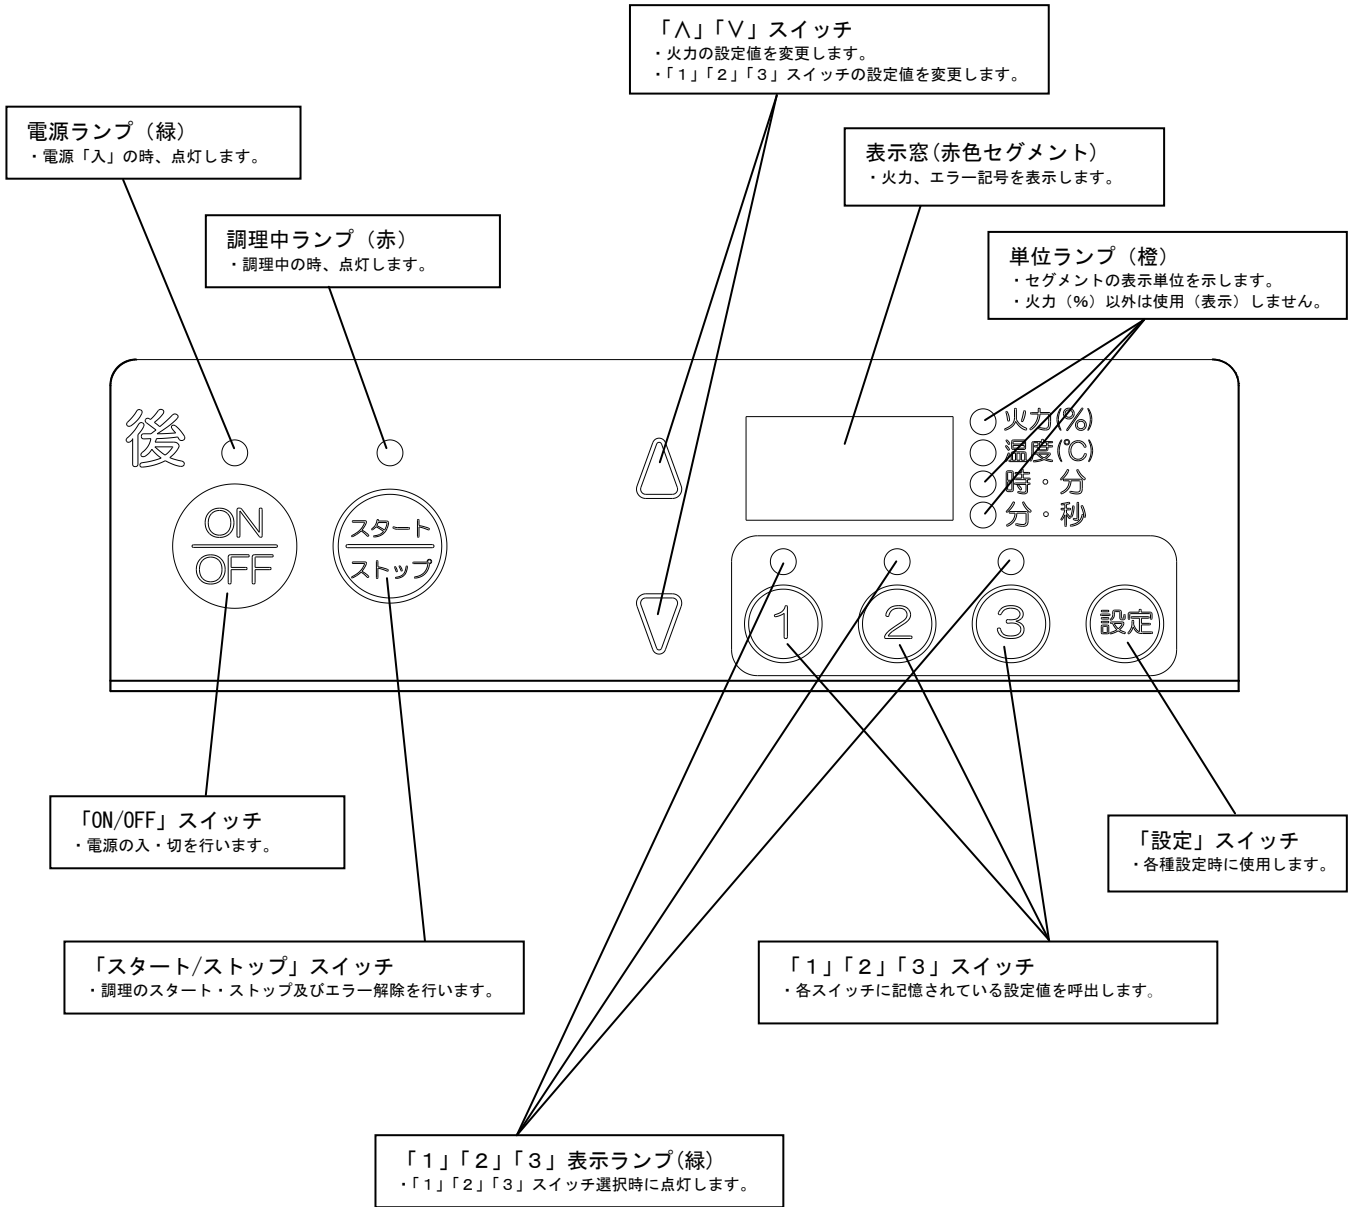 「∧」「∨」スイッチ
・火力の設定値を変更します。
・「１」「２」「３」スイッチの設定値を変更します。
電源ランプ（緑）
・電源「入」の時、点灯します。
表示窓(赤色セグメント)
・火力、エラー記号を表示します。
調理中ランプ（赤）
・調理中の時、点灯します。
単位ランプ（橙）
・セグメントの表示単位を示します。
・火力（％）以外は使用（表示）しません。
後
火力(%)
温度(℃)
時・分
分・秒
ON
OFF
スタート
ストップ
1
2
3
設定
「ON/OFF」スイッチ
・電源の入・切を行います。
「設定」スイッチ
・各種設定時に使用します。
「スタート/ストップ」スイッチ
・調理のスタート・ストップ及びエラー解除を行います。
「１」「２」「３」スイッチ
・各スイッチに記憶されている設定値を呼出します。
「１」「２」「３」表示ランプ(緑)
・「１」「２」「３」スイッチ選択時に点灯します。